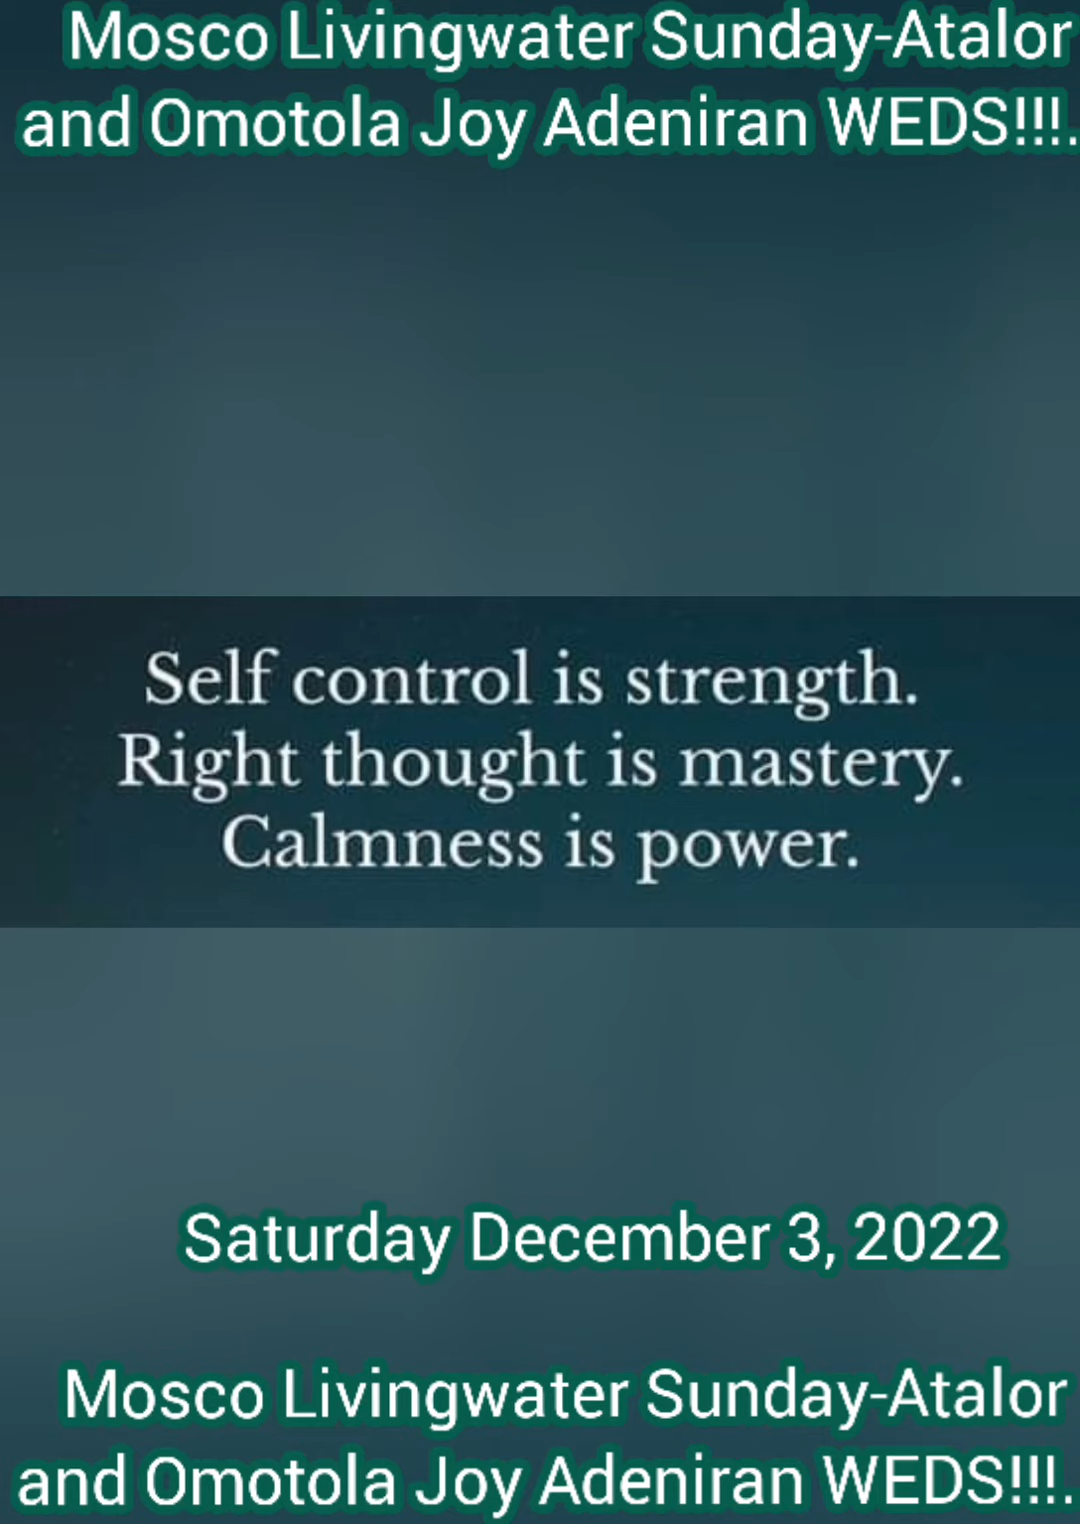 Mosco Livingwater Sunday-Atalor
and Omotola Joy Adeniran WEDS!!!.
Self control is strength.
Right thought is mastery.
Calmness is power.
Saturday December 3, 2022
Mosco Livingwater Sunday-Atalor
and Omotola Joy Adeniran WEDS!!!.